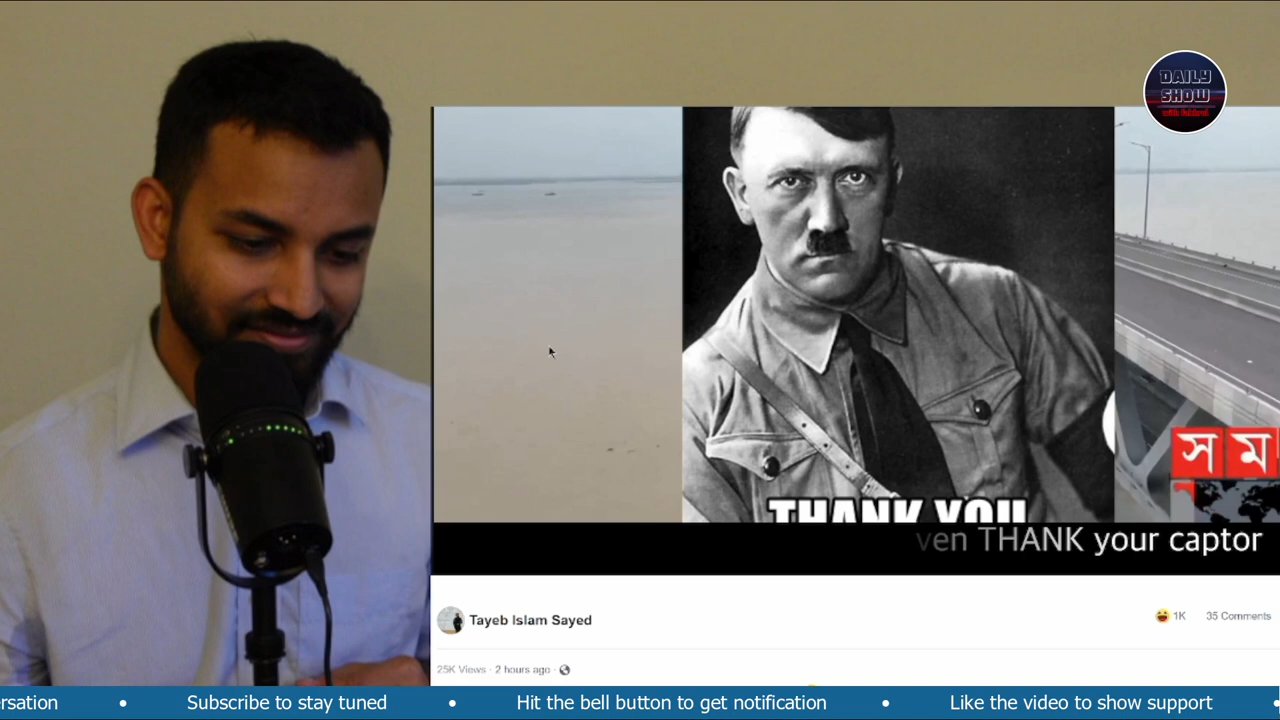 DAILY
SHOW
with fakhrul
THANK YOU
সম
ven THANK your captor
Tayeb Islam Sayed
1K
35 Comments
25K Views · 2 hours ago ·
rsation • Subscribe to stay tuned • Hit the bell button to get notification • Like the video to show support •